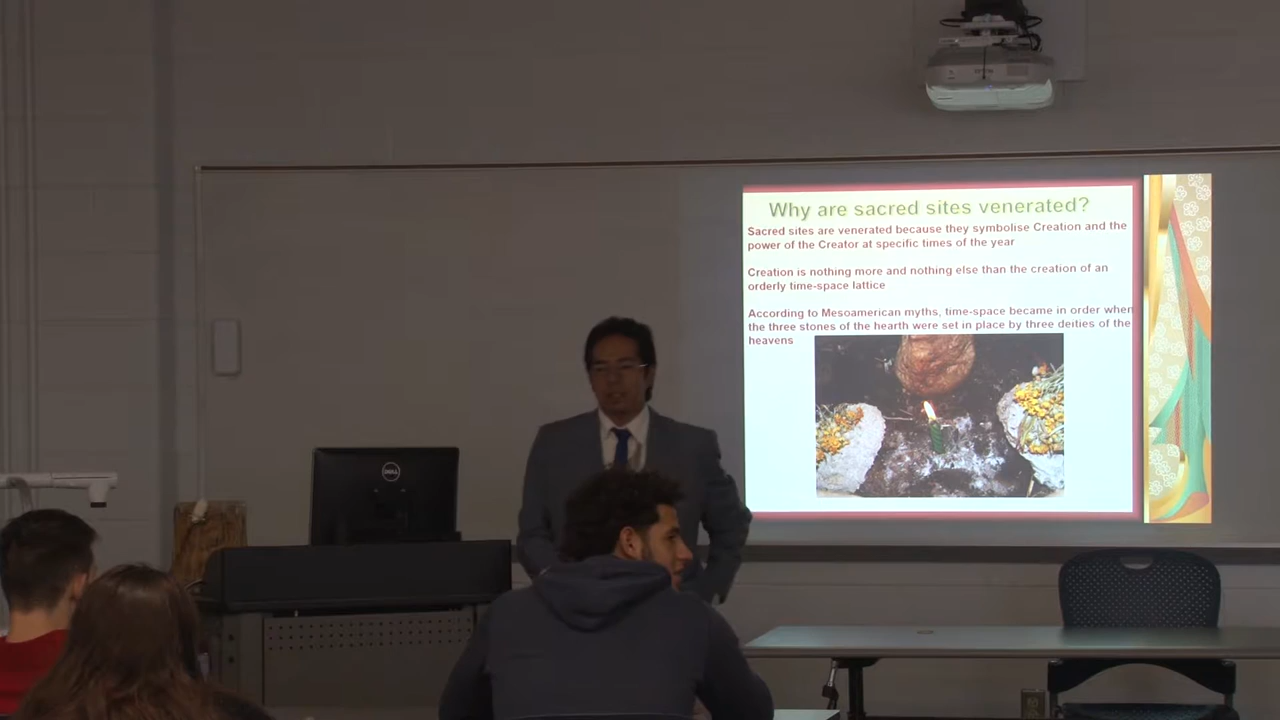 Why are sacred sites venerated?
Sacred sites are venerated because they symbolise Creation and the
power of the Creator at specific times of the year
Creation is nothing more and nothing else than the creation of an
orderly time-space lattice
According to Mesoamerican myths, time-space became in order when
the three stones of the hearth were set in place by three deities of the
heavens
DELL